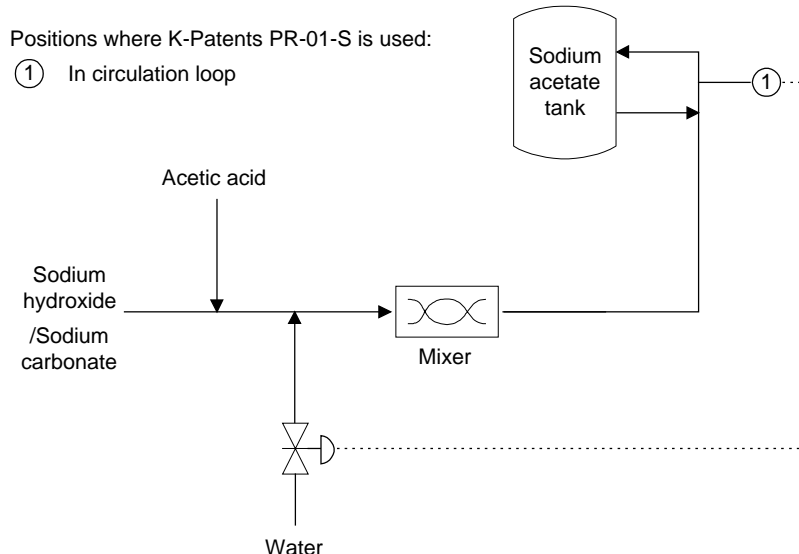 Positions where K-Patents PR-01-S is used:
1 In circulation loop
Sodium
acetate
tank
1
Acetic acid
Sodium
hydroxide
/Sodium
carbonate
Mixer
Water